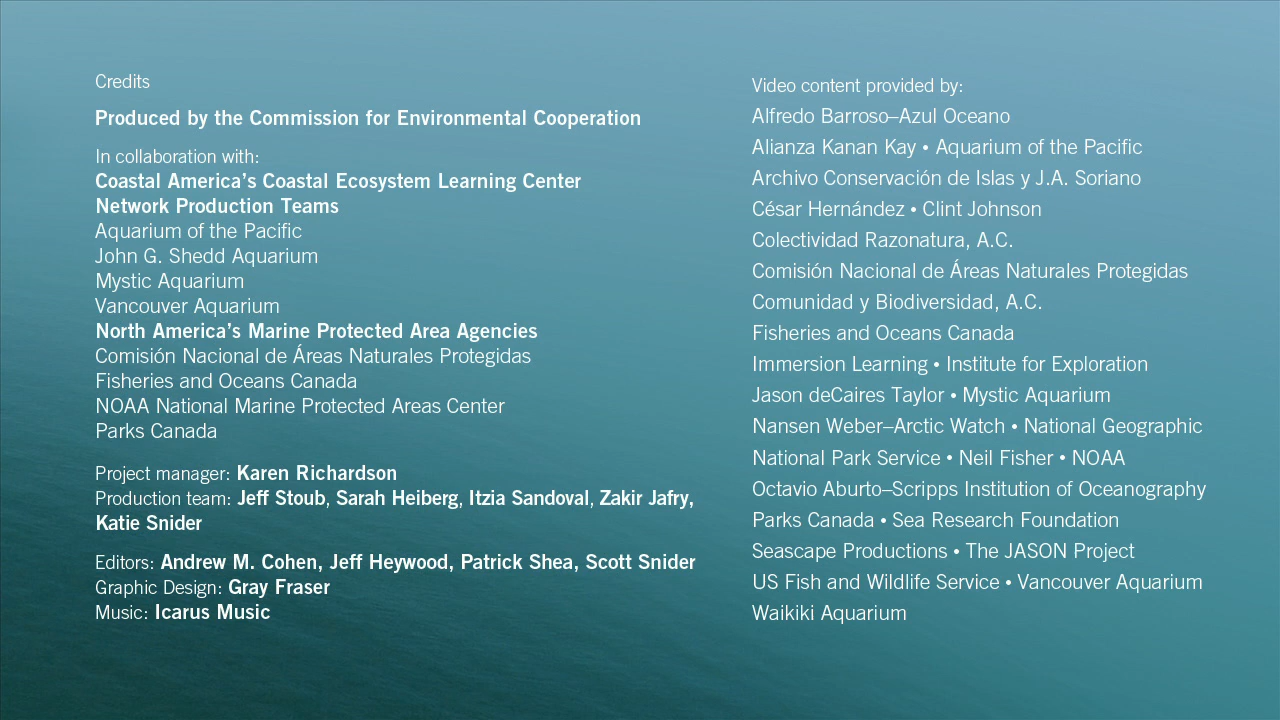 Credits
Produced by the Commission for Environmental Cooperation
In collaboration with:
Coastal America’s Coastal Ecosystem Learning Center
Network Production Teams
Aquarium of the Pacific
John G. Shedd Aquarium
Mystic Aquarium
Vancouver Aquarium
North America’s Marine Protected Area Agencies
Comisión Nacional de Áreas Naturales Protegidas
Fisheries and Oceans Canada
NOAA National Marine Protected Areas Center
Parks Canada
Project manager: Karen Richardson
Production team: Jeff Stoub, Sarah Heiberg, Itzia Sandoval, Zakir Jafry,
Katie Snider
Editors: Andrew M. Cohen, Jeff Heywood, Patrick Shea, Scott Snider
Graphic Design: Gray Fraser
Music: Icarus Music
Video content provided by:
Alfredo Barroso–Azul Oceano
Alianza Kanan Kay • Aquarium of the Pacific
Archivo Conservación de Islas y J.A. Soriano
César Hernández • Clint Johnson
Colectividad Razonatura, A.C.
Comisión Nacional de Áreas Naturales Protegidas
Comunidad y Biodiversidad, A.C.
Fisheries and Oceans Canada
Immersion Learning • Institute for Exploration
Jason deCaires Taylor • Mystic Aquarium
Nansen Weber–Arctic Watch • National Geographic
National Park Service • Neil Fisher • NOAA
Octavio Aburto–Scripps Institution of Oceanography
Parks Canada • Sea Research Foundation
Seascape Productions • The JASON Project
US Fish and Wildlife Service • Vancouver Aquarium
Waikiki Aquarium